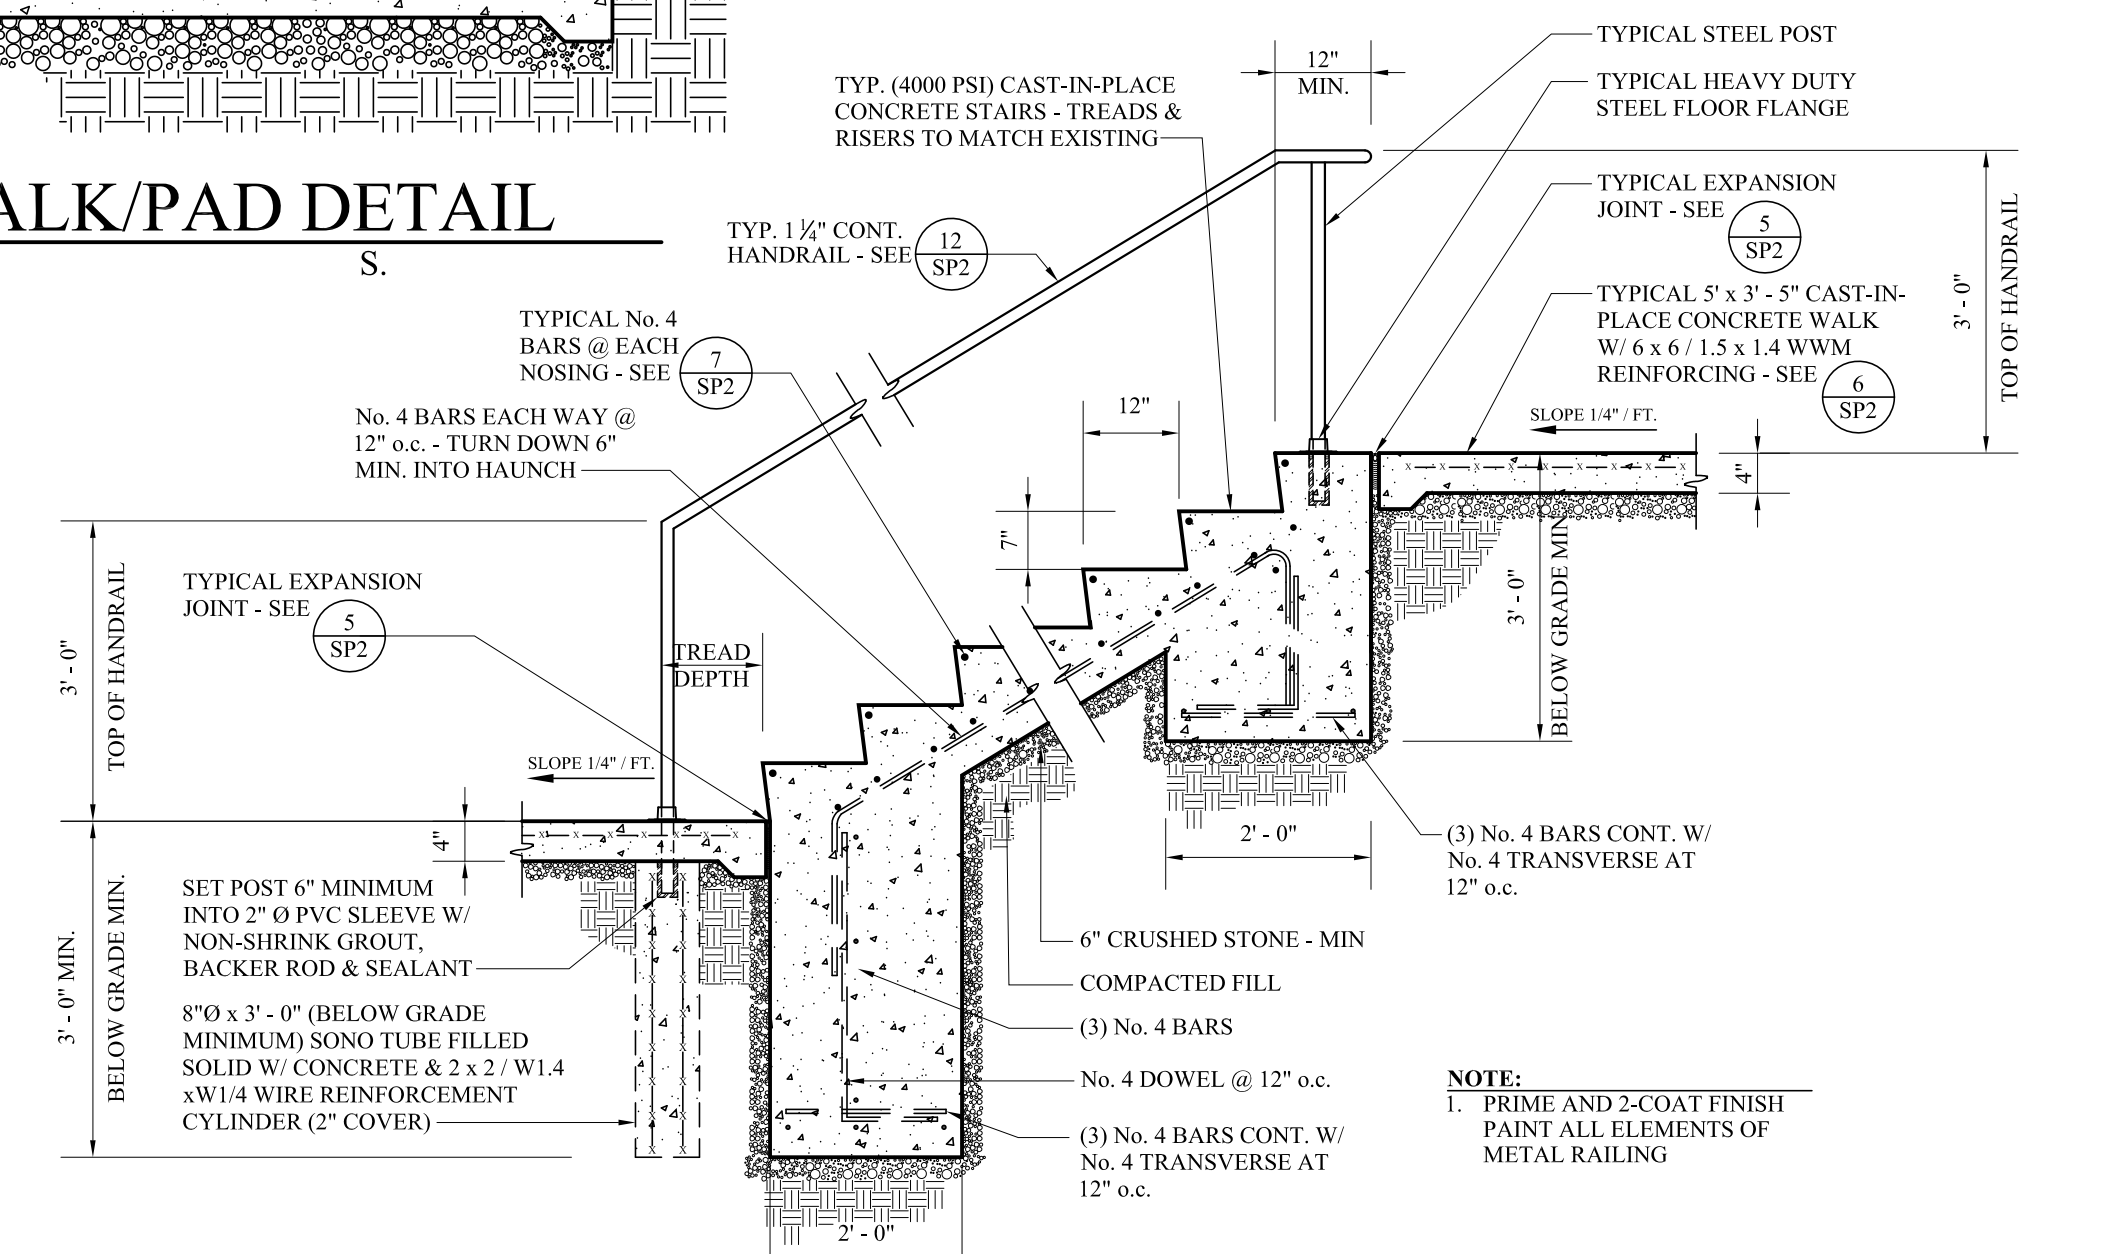 ALK/PAD DETAIL
S.
TYP. (4000 PSI) CAST-IN-PLACE
CONCRETE STAIRS - TREADS &
RISERS TO MATCH EXISTING
12"
MIN.
TYPICAL STEEL POST
TYPICAL HEAVY DUTY
STEEL FLOOR FLANGE
TYPICAL EXPANSION
JOINT - SEE
5
SP2
TYPICAL 5' x 3' - 5" CAST-IN-
PLACE CONCRETE WALK
W/ 6 x 6 / 1.5 x 1.4 WWM
REINFORCING - SEE
6
SP2
3' - 0"
TOP OF HANDRAIL
TYP. 1 1/4" CONT.
HANDRAIL - SEE
12
SP2
TYPICAL No. 4
BARS @ EACH
NOSING - SEE
7
SP2
No. 4 BARS EACH WAY @
12" o.c. - TURN DOWN 6"
MIN. INTO HAUNCH
12"
7"
SLOPE 1/4" / FT.
4"
3' - 0"
BELOW GRADE MIN.
TYPICAL EXPANSION
JOINT - SEE
5
SP2
TREAD
DEPTH
3' - 0"
TOP OF HANDRAIL
SLOPE 1/4" / FT.
4"
SET POST 6" MINIMUM
INTO 2" Ø PVC SLEEVE W/
NON-SHRINK GROUT,
BACKER ROD & SEALANT
8"Ø x 3' - 0" (BELOW GRADE
MINIMUM) SONO TUBE FILLED
SOLID W/ CONCRETE & 2 x 2 / W1.4
xW1/4 WIRE REINFORCEMENT
CYLINDER (2" COVER)
3' - 0" MIN.
BELOW GRADE MIN.
2' - 0"
(3) No. 4 BARS CONT. W/
No. 4 TRANSVERSE AT
12" o.c.
6" CRUSHED STONE - MIN
COMPACTED FILL
(3) No. 4 BARS
No. 4 DOWEL @ 12" o.c.
(3) No. 4 BARS CONT. W/
No. 4 TRANSVERSE AT
12" o.c.
2' - 0"
NOTE:
1. PRIME AND 2-COAT FINISH
PAINT ALL ELEMENTS OF
METAL RAILING